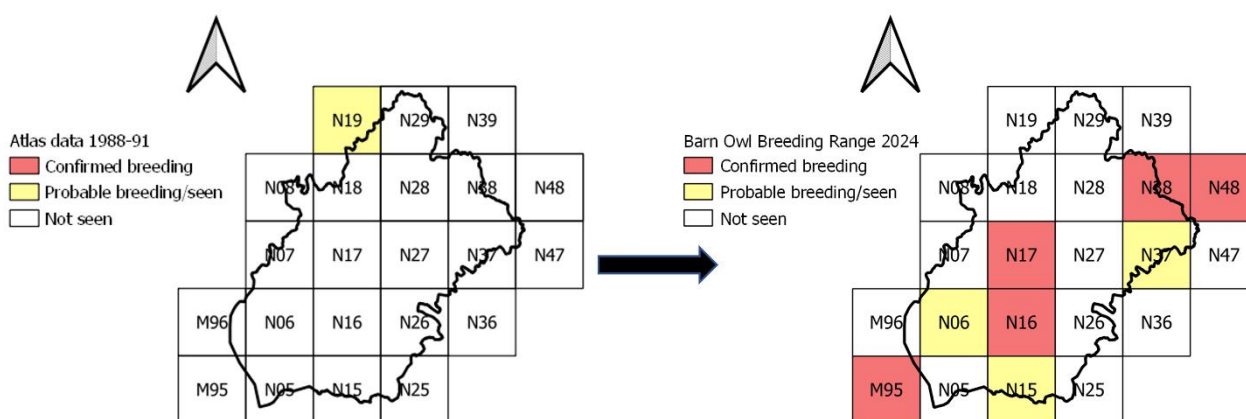 Atlas data 1988-91
Confirmed breeding
Probable breeding/seen
Not seen
N19 N29 N39
N08 N18 N28 N38 N48
N07 N17 N27 N37 N47
M96 N06 N16 N26 N36
M95 N05 N15 N25
Barn Owl Breeding Range 2024
Confirmed breeding
Probable breeding/seen
Not seen
N19 N29 N39
N08 N18 N28 N38 N48
N07 N17 N27 N37 N47
M96 N06 N16 N26 N36
M95 N05 N15 N25